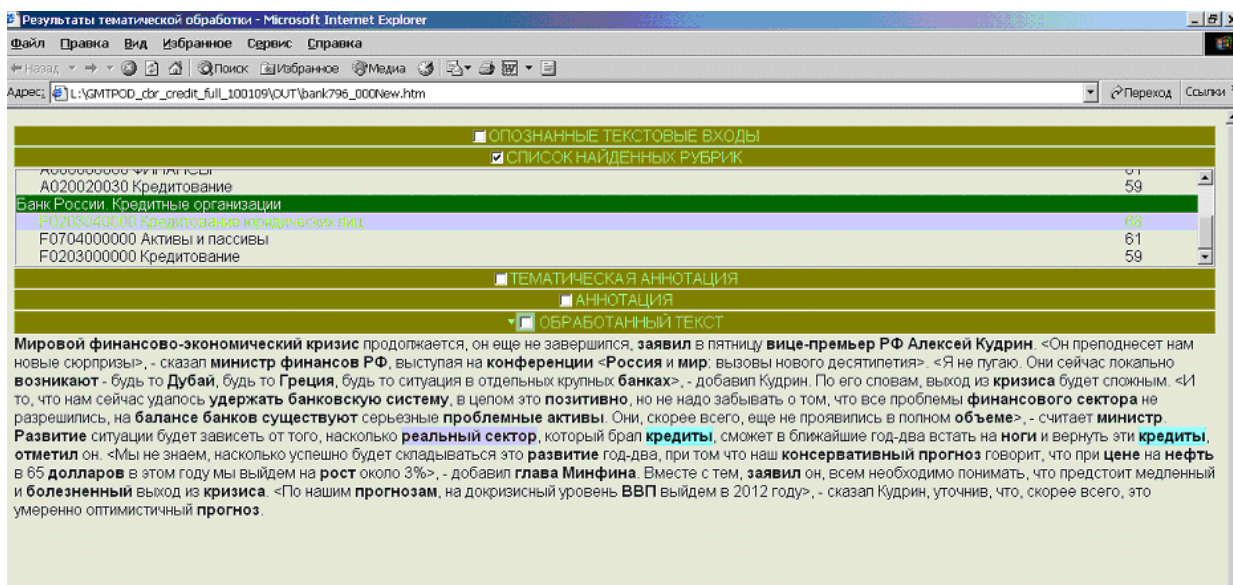 Результаты тематической обработки - Microsoft Internet Explorer
Файл Правка Вид Избранное Сервис Справка
Назад Поиск Избранное Медиа
Адрес: L:\GMTPOD_cbr_credit_full_100109\OUT\bank796_000New.htm Переход Ссылки
ОПОЗНАННЫЕ ТЕКСТОВЫЕ ВХОДЫ
СПИСОК НАЙДЕННЫХ РУБРИК
A020020030 Кредитование 59
Банк России. Кредитные организации
F0203040000 Кредитование юридических лиц 68
F0704000000 Активы и пассивы 61
F0203000000 Кредитование 59
ТЕМАТИЧЕСКАЯ АННОТАЦИЯ
АННОТАЦИЯ
ОБРАБОТАННЫЙ ТЕКСТ
Мировой финансово-экономический кризис продолжается, он еще не завершился, заявил в пятницу вице-премьер РФ Алексей Кудрин. <Он преподнесет нам
новые сюрпризы>, - сказал министр финансов РФ, выступая на конференции <Россия и мир: вызовы нового десятилетия>. <Я не пугаю. Они сейчас локально
возникают - будь то Дубай, будь то Греция, будь то ситуация в отдельных крупных банках>, - добавил Кудрин. По его словам, выход из кризиса будет сложным. <И
то, что нам сейчас удалось удержать банковскую систему, в целом это позитивно, но не надо забывать о том, что все проблемы финансового сектора не
разрешились, на балансе банков существуют серьезные проблемные активы. Они, скорее всего, еще не проявились в полном объеме>, - считает министр.
Развитие ситуации будет зависеть от того, насколько реальный сектор, который брал кредиты, сможет в ближайшие год-два встать на ноги и вернуть эти кредиты,
отметил он. <Мы не знаем, насколько успешно будет складываться это развитие год-два, при том что наш консервативный прогноз говорит, что при цене на нефть
в 65 долларов в этом году мы выйдем на рост около 3%>, - добавил глава Минфина. Вместе с тем, заявил он, всем необходимо понимать, что предстоит медленный
и болезненный выход из кризиса. <По нашим прогнозам, на докризисный уровень ВВП выйдем в 2012 году>, - сказал Кудрин, уточнив, что, скорее всего, это
умеренно оптимистичный прогноз.